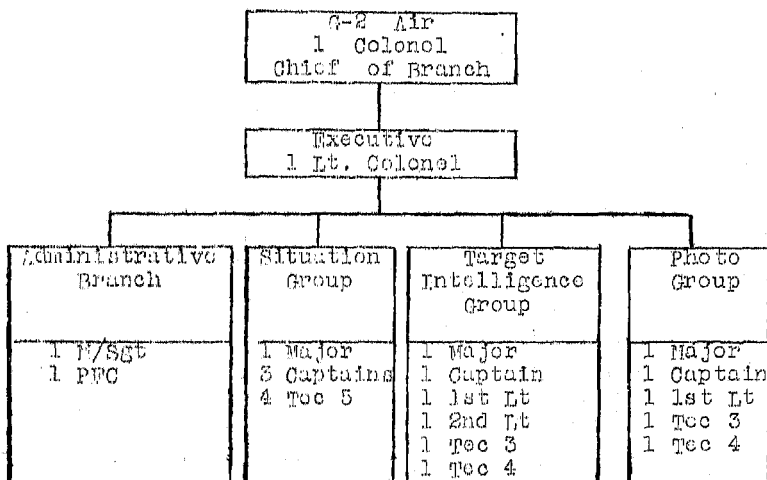 G-2 Air
1 Colonel
Chief of Branch
Executive
1 Lt. Colonel
Administrative
Branch
1 M/Sgt
1 PFC
Situation
Group
1 Major
3 Captains
4 Tec 5
Target
Intelligence
Group
1 Major
1 Captain
1 1st Lt
1 2nd Lt
1 Tec 3
1 Tec 4
Photo
Group
1 Major
1 Captain
1 1st Lt
1 Tec 3
1 Tec 4